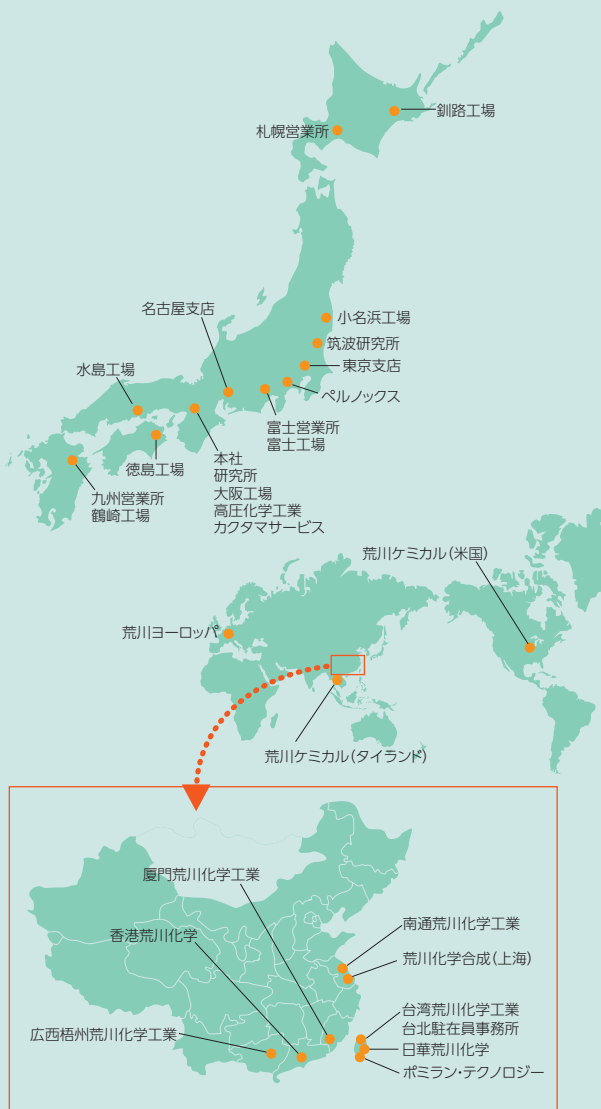 釧路工場
札幌営業所
名古屋支店
小名浜工場
筑波研究所
東京支店
水島工場
ペルノックス
富士営業所
富士工場
徳島工場
本社
研究所
大阪工場
高圧化学工業
カクタマサービス
九州営業所
鶴崎工場
荒川ケミカル(米国)
荒川ヨーロッパ
荒川ケミカル(タイランド)
厦門荒川化学工業
南通荒川化学工業
香港荒川化学
荒川化学合成(上海)
台湾荒川化学工業
台北駐在員事務所
広西梧州荒川化学工業
日華荒川化学
ポミラン・テクノロジー